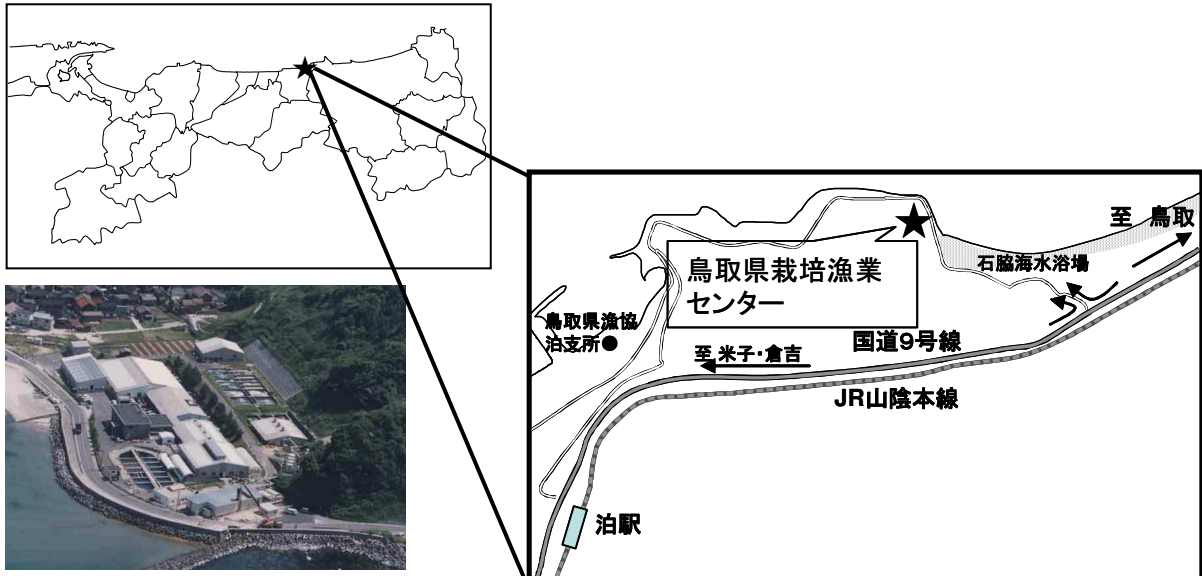 至 鳥取
石脇海水浴場
鳥取県栽培漁業
センター
鳥取県漁協
泊支所●
国道9号線
至 米子・倉吉
JR山陰本線
泊駅